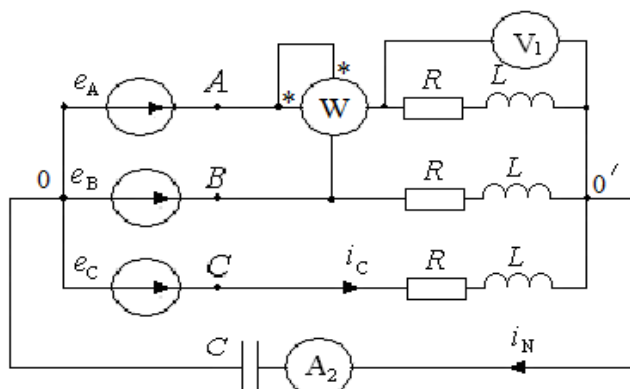 V₁
e_A A * * W R L
0 e_B B R L 0′
e_C C i_C R L
C A₂ i_N